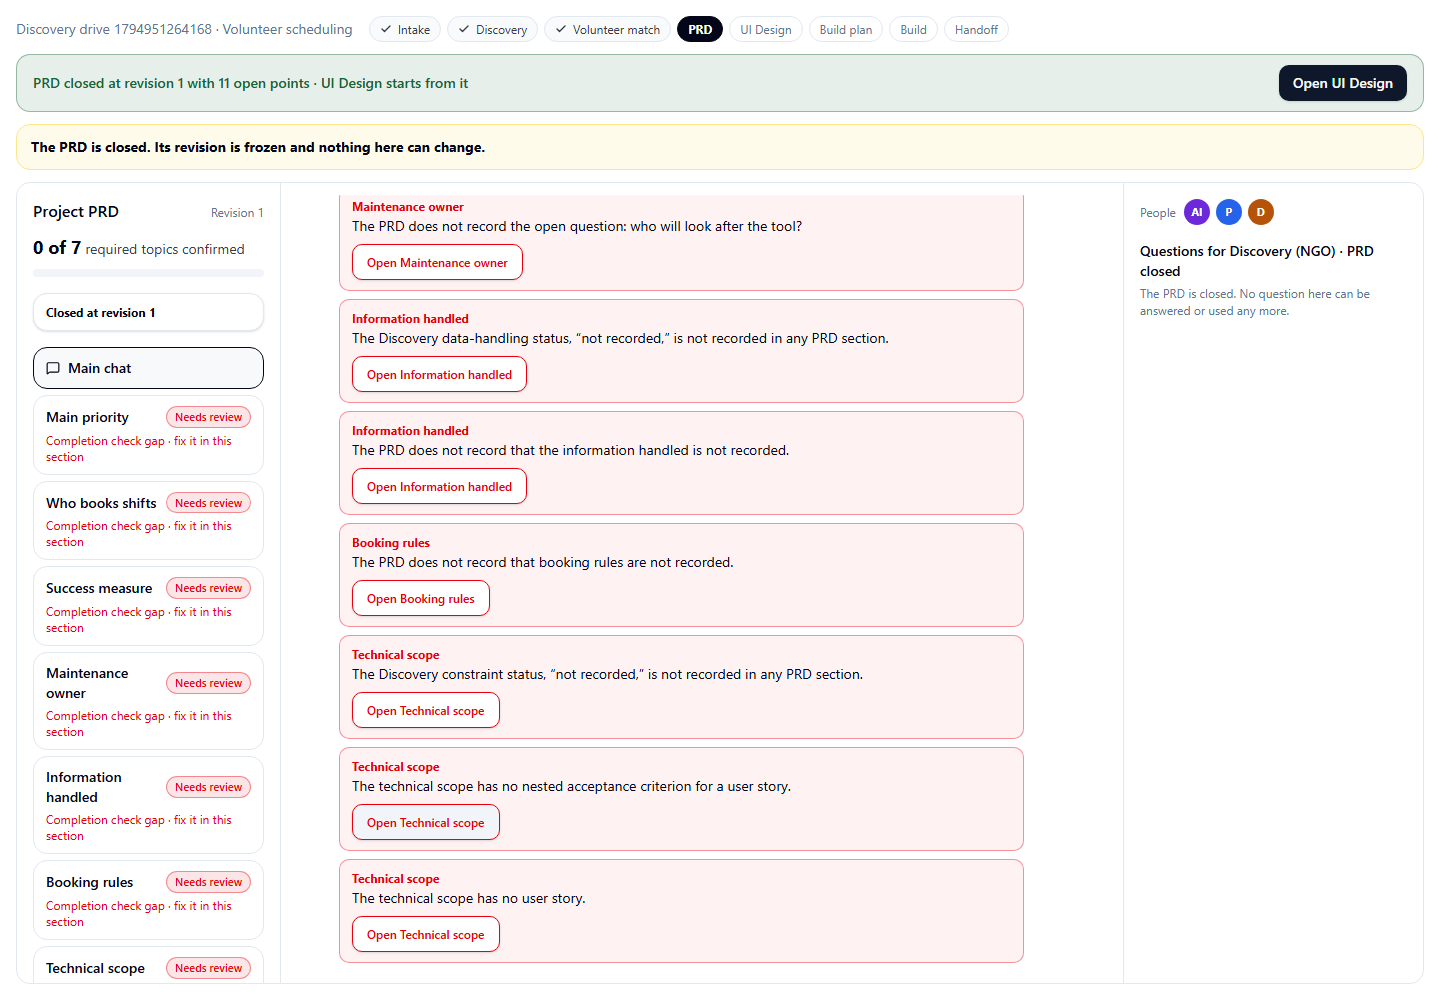 Discovery drive 1794951264168 · Volunteer scheduling
Intake
Discovery
Volunteer match
PRD
UI Design
Build plan
Build
Handoff
PRD closed at revision 1 with 11 open points · UI Design starts from it
Open UI Design
The PRD is closed. Its revision is frozen and nothing here can change.
Project PRD
Revision 1
0 of 7 required topics confirmed
Closed at revision 1
Main chat
Main priority
Needs review
Completion check gap · fix it in this
section
Who books shifts
Needs review
Completion check gap · fix it in this
section
Success measure
Needs review
Completion check gap · fix it in this
section
Maintenance
owner
Needs review
Completion check gap · fix it in this
section
Information
handled
Needs review
Completion check gap · fix it in this
section
Booking rules
Needs review
Completion check gap · fix it in this
section
Technical scope
Needs review
Maintenance owner
The PRD does not record the open question: who will look after the tool?
Open Maintenance owner
Information handled
The Discovery data-handling status, “not recorded,” is not recorded in any PRD section.
Open Information handled
Information handled
The PRD does not record that the information handled is not recorded.
Open Information handled
Booking rules
The PRD does not record that booking rules are not recorded.
Open Booking rules
Technical scope
The Discovery constraint status, “not recorded,” is not recorded in any PRD section.
Open Technical scope
Technical scope
The technical scope has no nested acceptance criterion for a user story.
Open Technical scope
Technical scope
The technical scope has no user story.
Open Technical scope
People
AI
P
D
Questions for Discovery (NGO) · PRD
closed
The PRD is closed. No question here can be
answered or used any more.